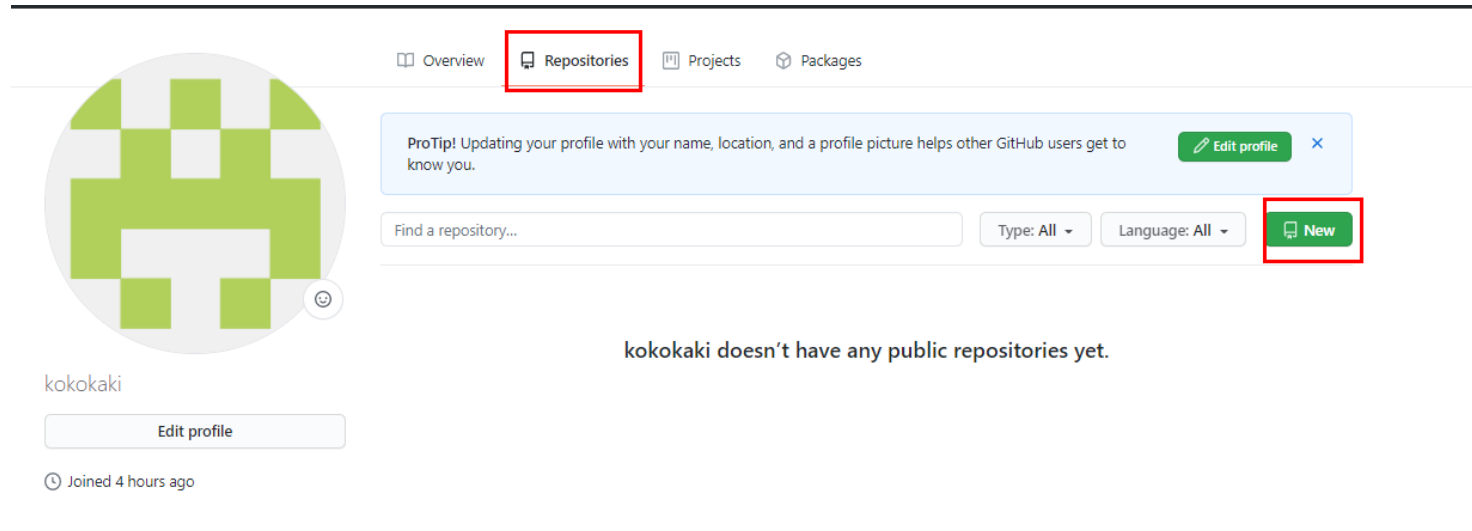 Overview Repositories Projects Packages
ProTip! Updating your profile with your name, location, and a profile picture helps other GitHub users get to
know you.
Edit profile
Find a repository...
Type: All
Language: All
New
kokokaki doesn’t have any public repositories yet.
kokokaki
Edit profile
Joined 4 hours ago